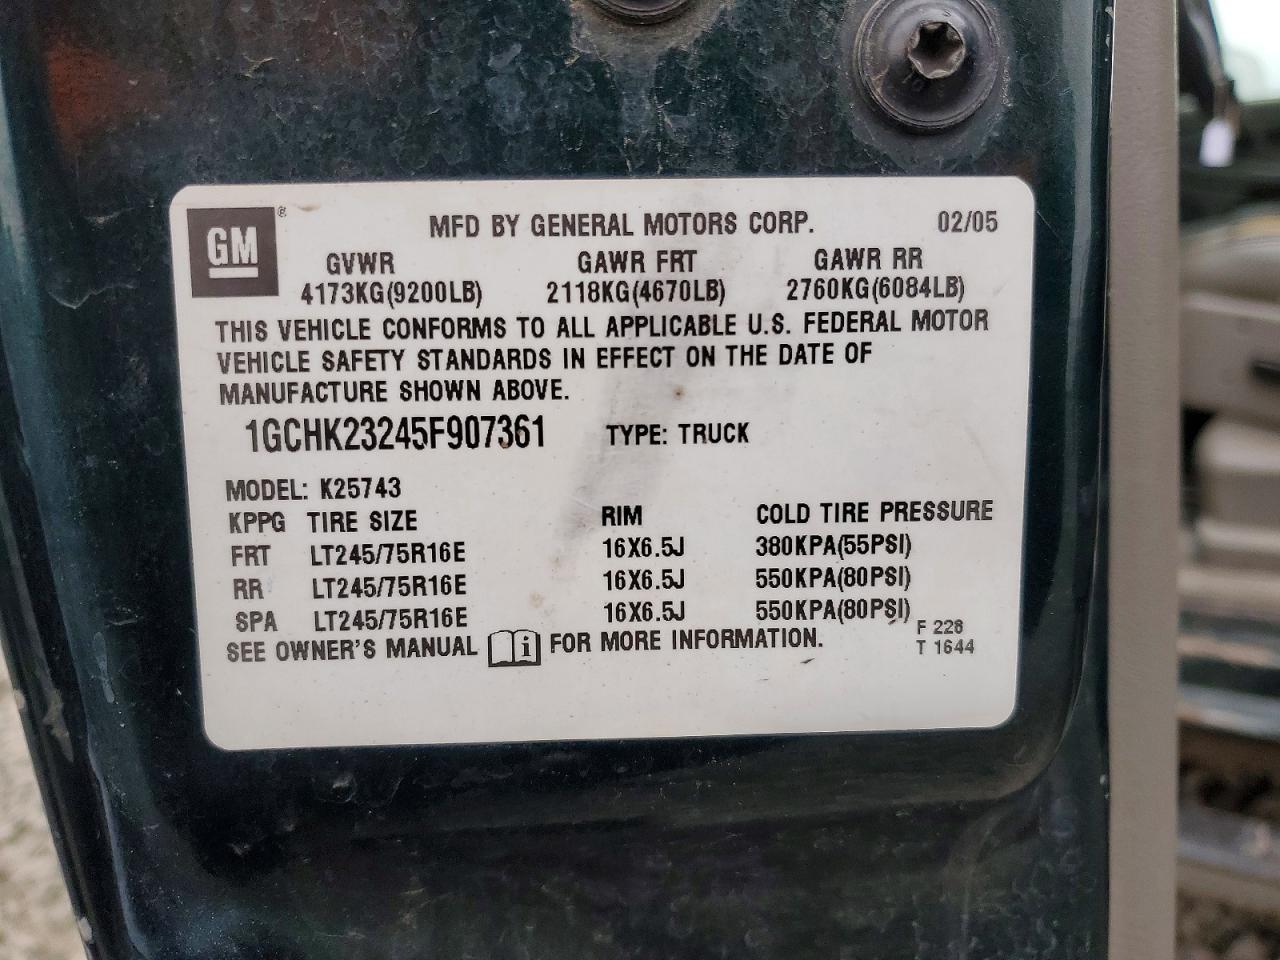 GM ®
MFD BY GENERAL MOTORS CORP. 02/05
GVWR GAWR FRT GAWR RR
4173KG(9200LB) 2118KG(4670LB) 2760KG(6084LB)
THIS VEHICLE CONFORMS TO ALL APPLICABLE U.S. FEDERAL MOTOR
VEHICLE SAFETY STANDARDS IN EFFECT ON THE DATE OF
MANUFACTURE SHOWN ABOVE.
1GCHK23245F907361 TYPE: TRUCK
MODEL: K25743
KPPG TIRE SIZE RIM COLD TIRE PRESSURE
FRT LT245/75R16E 16X6.5J 380KPA(55PSI)
RR LT245/75R16E 16X6.5J 550KPA(80PSI)
SPA LT245/75R16E 16X6.5J 550KPA(80PSI)
SEE OWNER'S MANUAL i FOR MORE INFORMATION.
F 228
T 1644